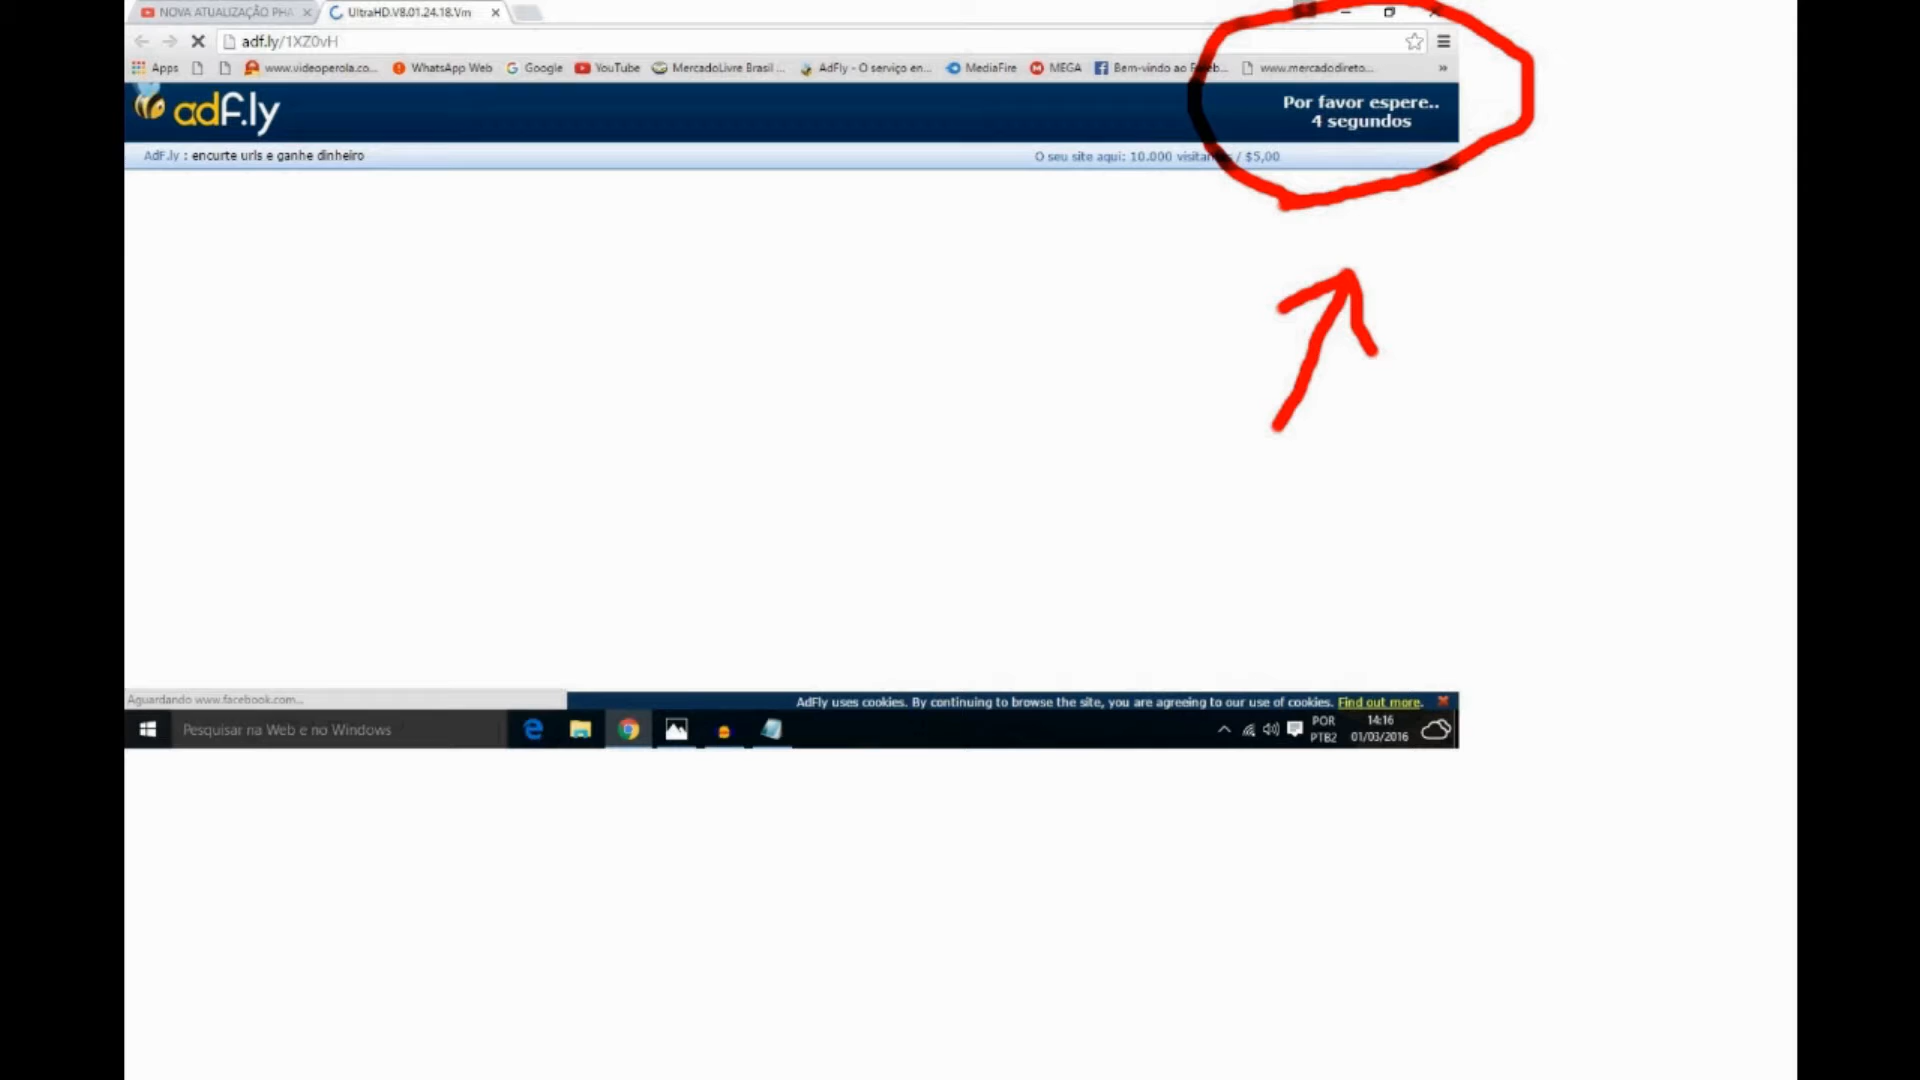 NOVA ATUALIZAÇÃO PHA
UltraHD.V8.01.24.18.Vm
adf.ly/1XZ0vH
Apps www.videoperola.co... WhatsApp Web Google YouTube MercadoLivre Brasil ... AdFly - O serviço en... MediaFire MEGA Bem-vindo ao www.mercadodireto... »
adf.ly
Por favor espere..
4 segundos
AdF.ly : encurte urls e ganhe dinheiro
O seu site aqui: 10.000 / $5,00
Aguardando www.facebook.com...
AdFly uses cookies. By continuing to browse the site, you are agreeing to our use of cookies. Find out more.
Pesquisar na Web e no Windows
POR
PTB2
14:16
01/03/2016